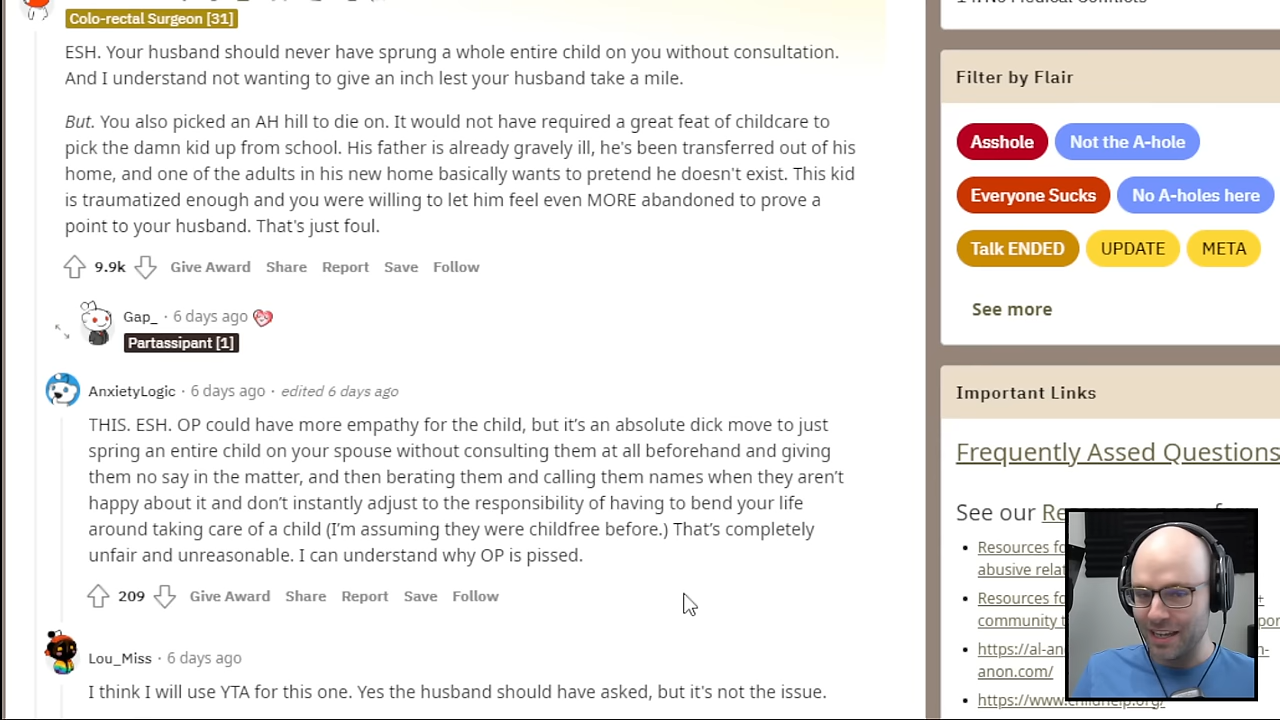 Colo-rectal Surgeon [31]
ESH. Your husband should never have sprung a whole entire child on you without consultation.
And I understand not wanting to give an inch lest your husband take a mile.
But. You also picked an AH hill to die on. It would not have required a great feat of childcare to
pick the damn kid up from school. His father is already gravely ill, he's been transferred out of his
home, and one of the adults in his new home basically wants to pretend he doesn't exist. This kid
is traumatized enough and you were willing to let him feel even MORE abandoned to prove a
point to your husband. That's just foul.
9.9k Give Award Share Report Save Follow
Gap_ · 6 days ago
Partassipant [1]
AnxietyLogic · 6 days ago · edited 6 days ago
THIS. ESH. OP could have more empathy for the child, but it's an absolute dick move to just
spring an entire child on your spouse without consulting them at all beforehand and giving
them no say in the matter, and then berating them and calling them names when they aren't
happy about it and don't instantly adjust to the responsibility of having to bend your life
around taking care of a child (I'm assuming they were childfree before.) That's completely
unfair and unreasonable. I can understand why OP is pissed.
209 Give Award Share Report Save Follow
Lou_Miss · 6 days ago
I think I will use YTA for this one. Yes the husband should have asked, but it's not the issue.
Filter by Flair
Asshole Not the A-hole
Everyone Sucks No A-holes here
Talk ENDED UPDATE META
See more
Important Links
Frequently Assed Questions
See our
Resources
abusive
Resources
community
https://al-an
anon.com/
https://www.childhelp.org/